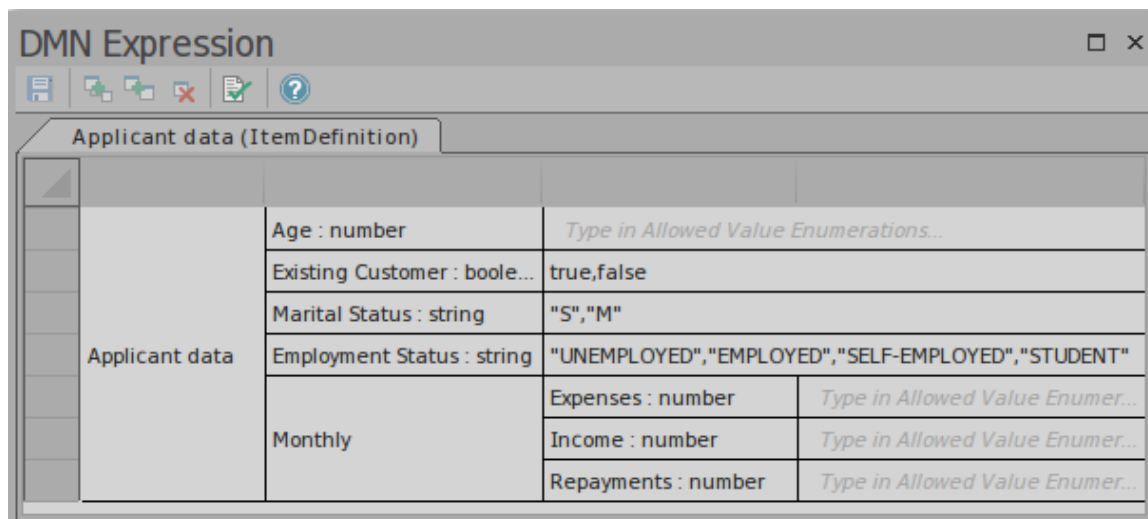 DMN Expression
Applicant data (ItemDefinition)
Age : number
Type in Allowed Value Enumerations...
Existing Customer : boole...
true,false
Marital Status : string
"S","M"
Applicant data
Employment Status : string
"UNEMPLOYED","EMPLOYED","SELF-EMPLOYED","STUDENT"
Monthly
Expenses : number
Type in Allowed Value Enumer...
Income : number
Type in Allowed Value Enumer...
Repayments : number
Type in Allowed Value Enumer...